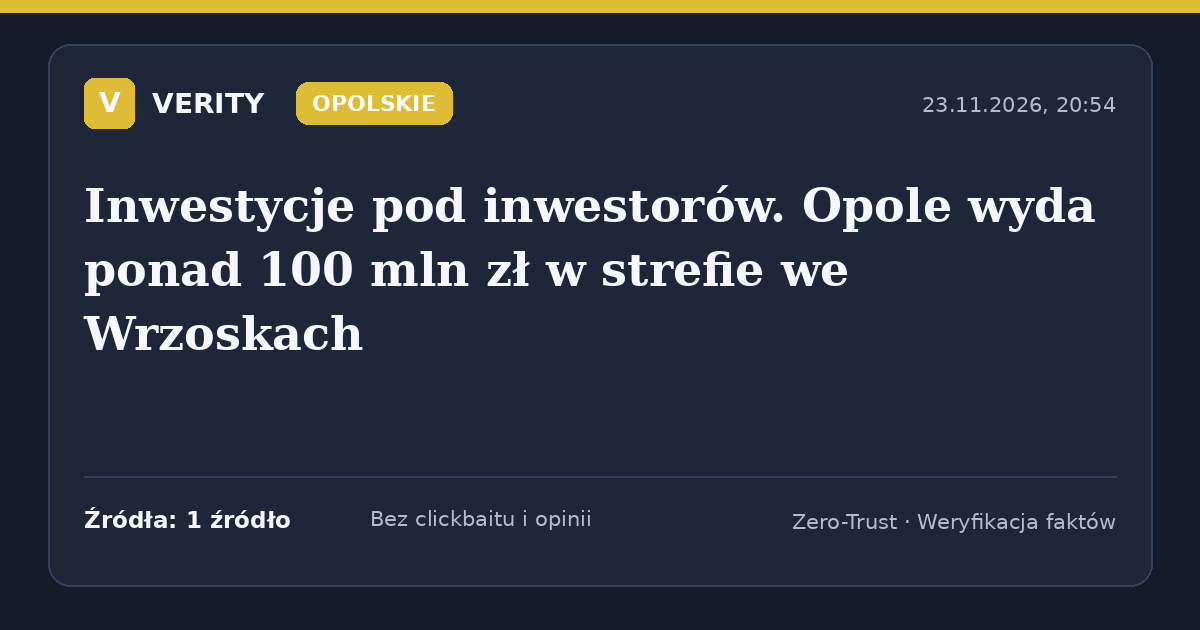 V VERITY OPOLSKIE 23.11.2026, 20:54
Inwestycje pod inwestorów. Opole wyda
ponad 100 mln zł w strefie we
Wrzoskach
Źródła: 1 źródło Bez clickbaitu i opinii Zero-Trust · Weryfikacja faktów